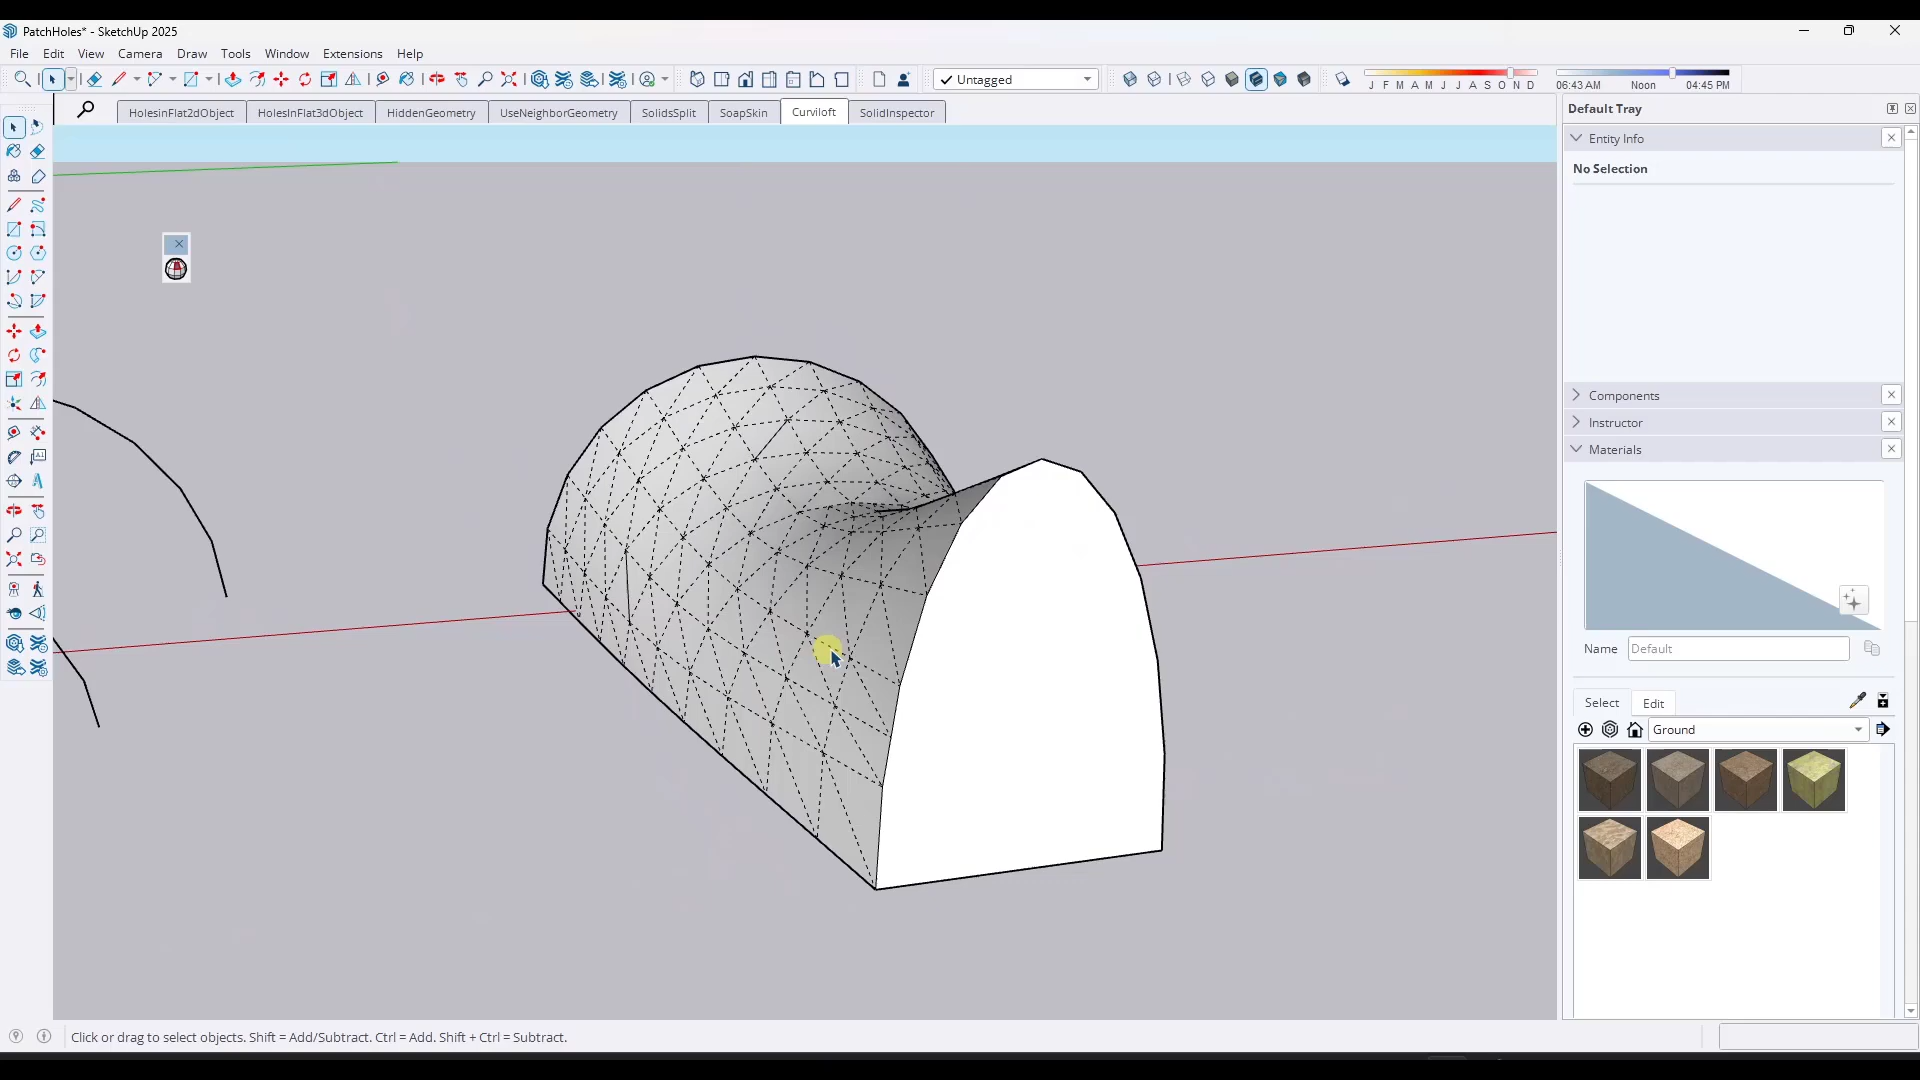 PatchHoles* - SketchUp 2025
File Edit View Camera Draw Tools Window Extensions Help
Untagged
J F M A M J J A S O N D
06:43 AM Noon 04:45 PM
HolesinFlat2dObject HolesInFlat3dObject HiddenGeometry UseNeighborGeometry SolidsSplit SoapSkin Curviloft SolidInspector
Default Tray
Entity Info
No Selection
Components
Instructor
Materials
Name Default
Select Edit
Ground
Click or drag to select objects. Shift = Add/Subtract. Ctrl = Add. Shift + Ctrl = Subtract.